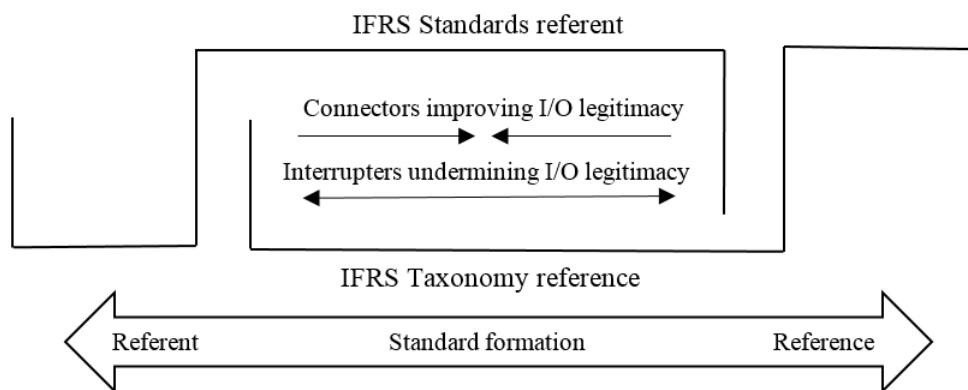 IFRS Standards referent
Connectors improving I/O legitimacy
Interrupters undermining I/O legitimacy
IFRS Taxonomy reference
Referent Standard formation Reference